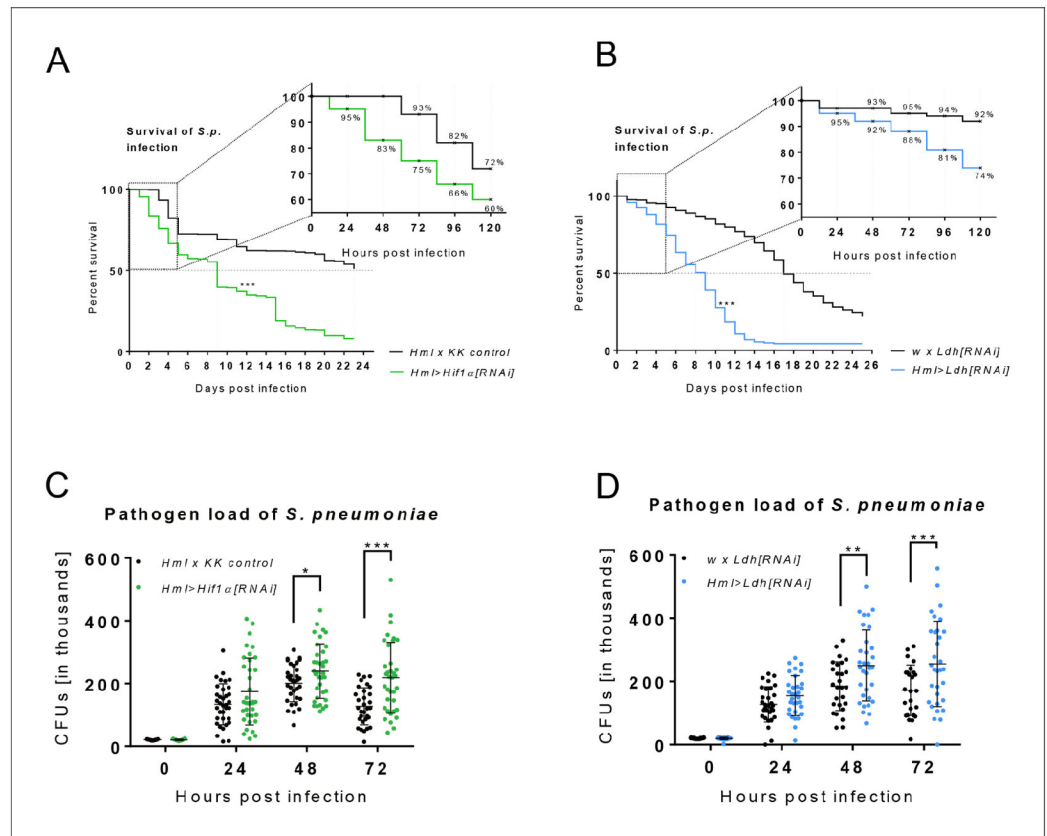 A
B
Survival of S.p.
infection
100
90
80
70
60
95%
83%
75%
66%
60%
93%
82%
72%
0 24 48 72 96 120
Hours post infection
Percent survival
100
50
0
***
0 2 4 6 8 10 12 14 16 18 20 22 24
Days post infection
Hml x KK control
Hml>Hif1α[RNAi]
Survival of S.p.
infection
100
90
80
70
60
93%
95%
94%
92%
95%
92%
88%
81%
74%
0 24 48 72 96 120
Hours post infection
Percent survival
100
50
0
***
0 2 4 6 8 10 12 14 16 18 20 22 24 26
Days post infection
w x Ldh[RNAi]
Hml>Ldh[RNAi]
C
Pathogen load of S. pneumoniae
CFUs [in thousands]
600
400
200
0
Hml x KK control
Hml>Hif1α[RNAi]
*
***
0 24 48 72
Hours post infection
D
Pathogen load of S. pneumoniae
CFUs [in thousands]
600
400
200
0
w x Ldh[RNAi]
Hml>Ldh[RNAi]
**
***
0 24 48 72
Hours post infection